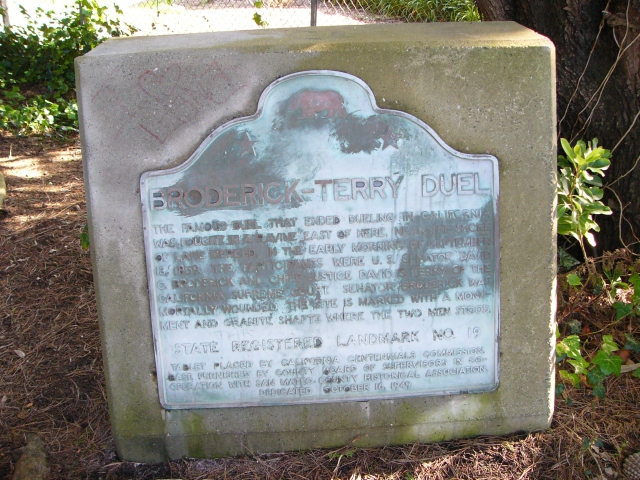 BRODERICK-TERRY DUEL
THE FAMOUS DUEL THAT ENDED DUELING IN CALIFORNIA
WAS FOUGHT IN A RAVINE EAST OF HERE, NEAR THE SHORE
OF LAKE MERCED IN THE EARLY MORNING OF SEPTEMBER
THE PARTICIPANTS WERE U.S. SENATOR DAVID
C. BRODERICK AND JUSTICE DAVID S. TERRY OF THE
CALIFORNIA SUPREME COURT. SENATOR BRODERICK WAS
MORTALLY WOUNDED. THE SITE IS MARKED WITH A MONU-
MENT AND GRANITE SHAFTS WHERE THE TWO MEN STOOD.
STATE REGISTERED LANDMARK NO. 19
TABLET PLACED BY CALIFORNIA CENTENNIALS COMMISSION.
BASE FURNISHED BY COUNTY BOARD OF SUPERVISORS IN CO-
OPERATION WITH SAN MATEO COUNTY HISTORICAL ASSOCIATION.
DEDICATED OCTOBER 16, 1949.